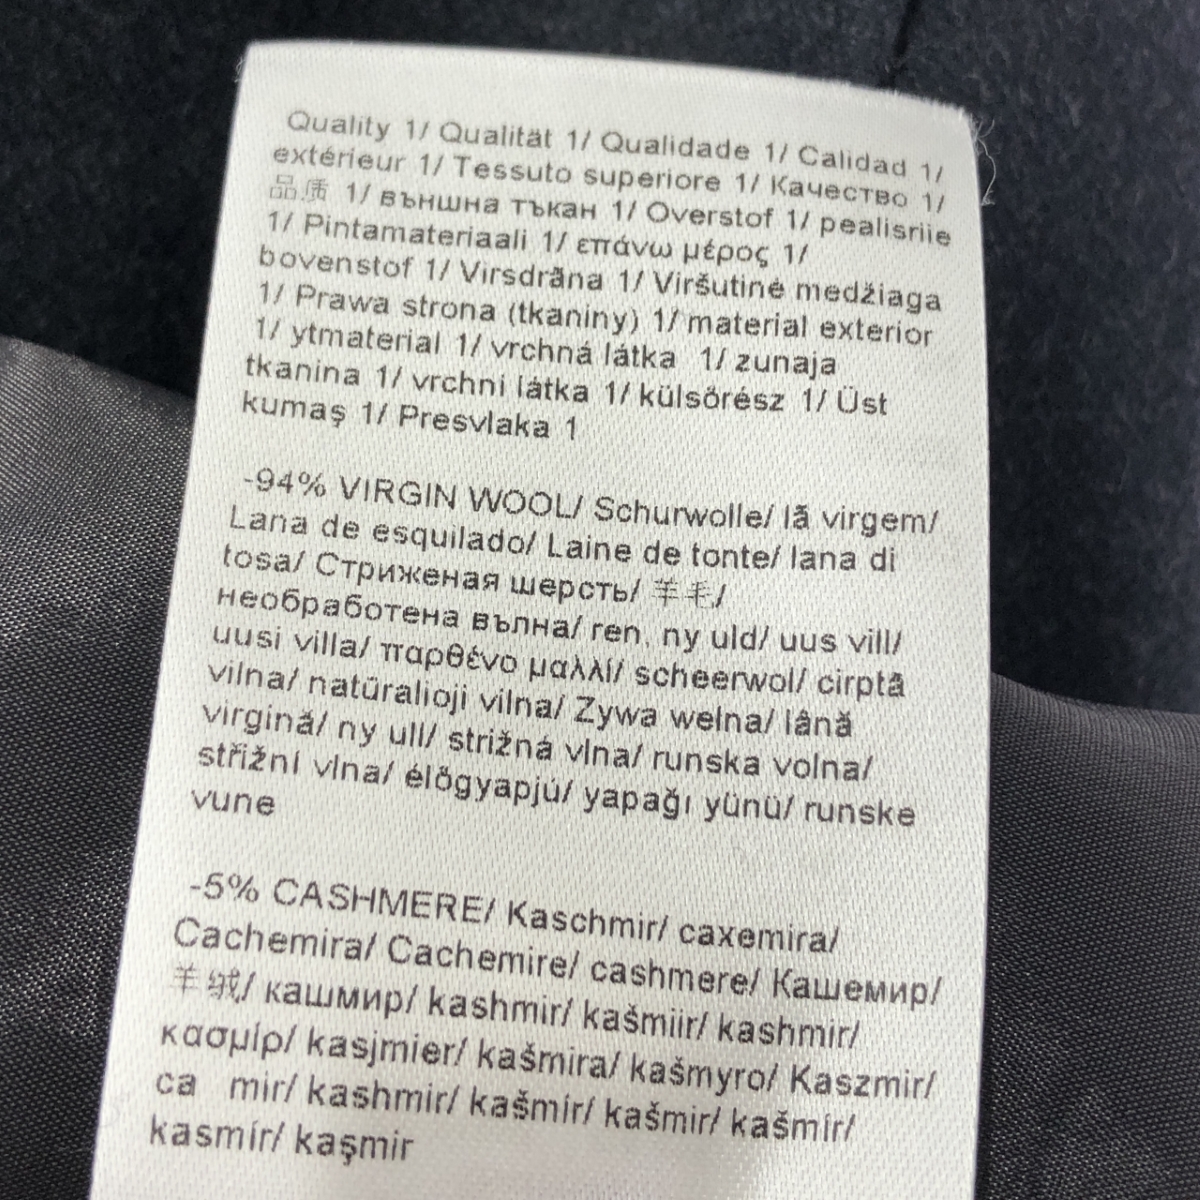 Quality 1/ Qualität 1/ Qualidade 1/ Calidad 1/
extérieur 1/ Tessuto superiore 1/ Качество 1/
品质 1/ външна тъкан 1/ Overstof 1/ pealisriie
1/ Pintamateriaali 1/ επάνω μέρος 1/
bovenstof 1/ Virsdrāna 1/ Viršutinė medžiaga
1/ Prawa strona (tkaniny) 1/ material exterior
1/ ytmaterial 1/ vrchná látka 1/ zunaja
tkanina 1/ vrchní látka 1/ külsőrész 1/ Üst
kumaş 1/ Presvlaka 1
-94% VIRGIN WOOL/ Schurwolle/ lã virgem/
Lana de esquilado/ Laine de tonte/ lana di
tosa/ Стриженая шерсть/ 羊毛/
необработена вълна/ ren, ny uld/ uus vill/
uusi villa/ παρθένο μαλλί/ scheerwol/ cirptā
vilna/ natūralioji vilna/ Zywa welna/ lână
virgină/ ny ull/ strižná vlna/ runska volna/
střižní vlna/ élőgyapjú/ yapağı yünü/ runske
vune
-5% CASHMERE/ Kaschmir/ caxemira/
Cachemira/ Cachemire/ cashmere/ Кашемир/
羊绒/ кашмир/ kashmir/ kašmiir/ kashmir/
κασμίρ/ kasjmier/ kašmira/ kašmyro/ Kaszmir/
ca mir/ kashmir/ kašmír/ kašmir/ kašmír/
kasmír/ kaşmir